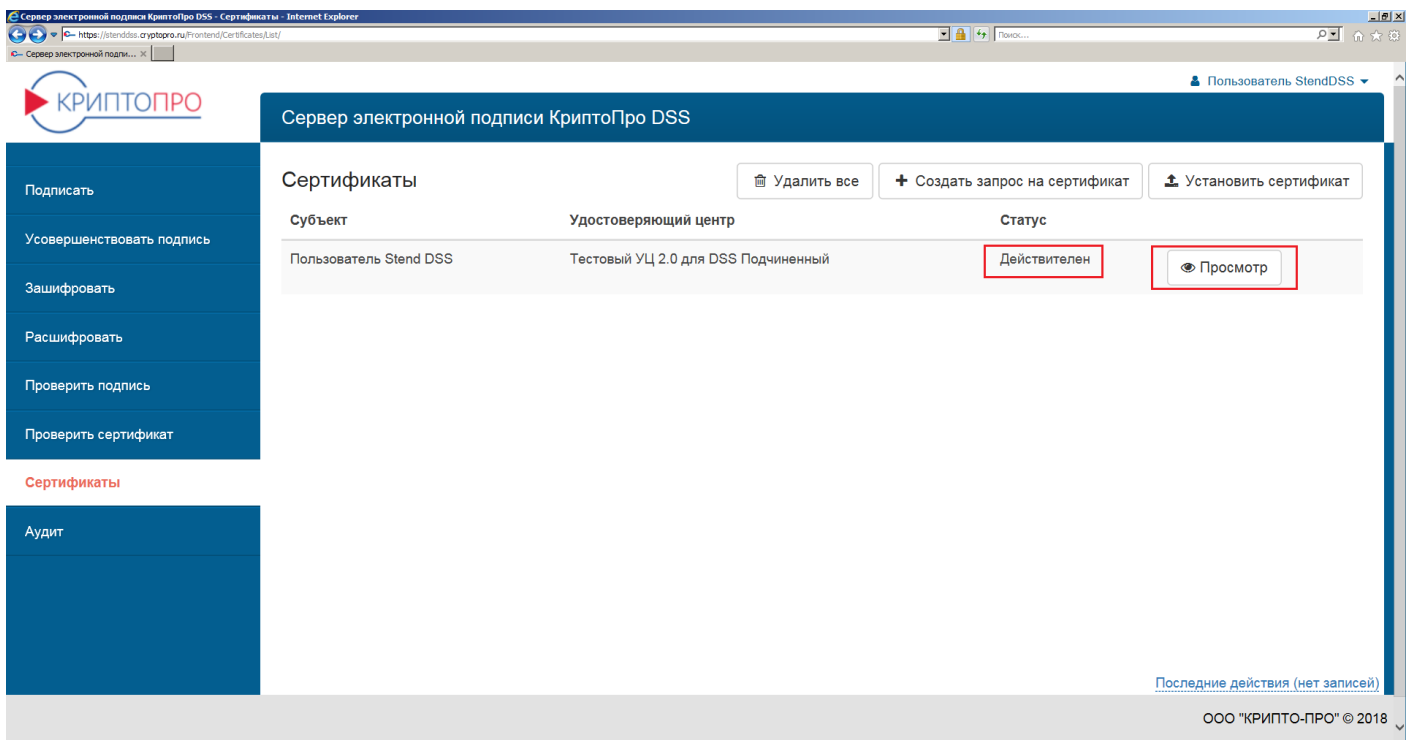 Сервер электронной подписи КриптоПро DSS - Сертификаты - Internet Explorer
https://stenddss.cryptopro.ru/Frontend/Certificates/List/
Поиск...
Сервер электронной подпи...
КРИПТОПРО
Пользователь StendDSS
Сервер электронной подписи КриптоПро DSS
Подписать
Усовершенствовать подпись
Зашифровать
Расшифровать
Проверить подпись
Проверить сертификат
Сертификаты
Аудит
Сертификаты
Удалить все
Создать запрос на сертификат
Установить сертификат
Субъект Удостоверяющий центр Статус
Пользователь Stend DSS Тестовый УЦ 2.0 для DSS Подчиненный Действителен Просмотр
Последние действия (нет записей)
ООО "КРИПТО-ПРО" © 2018